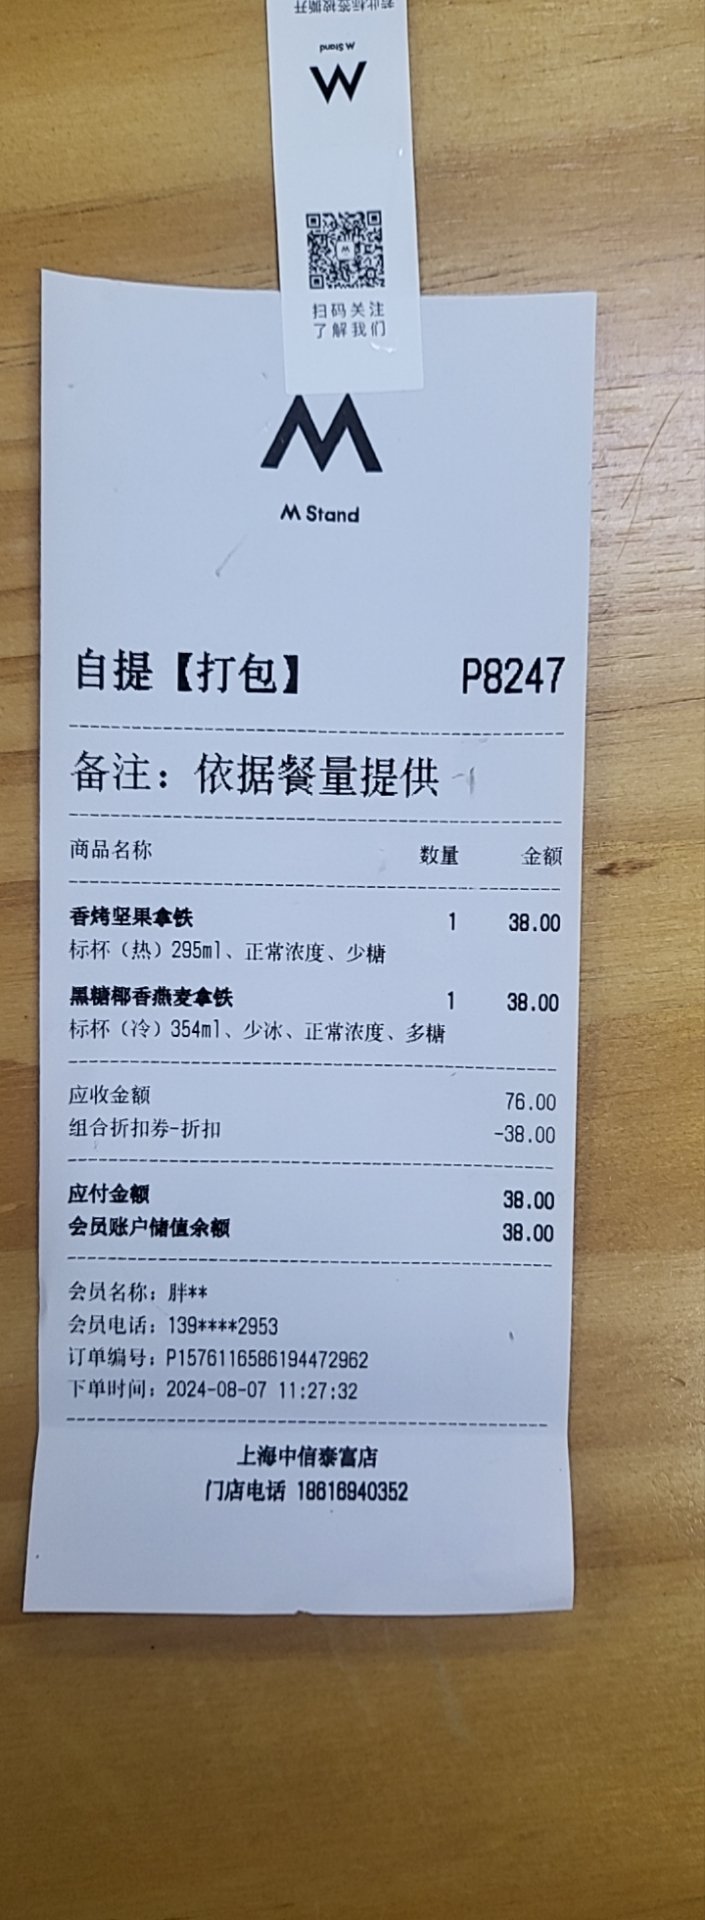 若此标签被撕开
M Stand
扫码关注
了解我们
M Stand
自提【打包】 P8247
备注：依据餐量提供
商品名称 数量 金额
香烤坚果拿铁 1 38.00
标杯（热）295ml、正常浓度、少糖
黑糖椰香燕麦拿铁 1 38.00
标杯（冷）354ml、少冰、正常浓度、多糖
应收金额 76.00
组合折扣券-折扣 -38.00
应付金额 38.00
会员账户储值余额 38.00
会员名称：胖**
会员电话：139****2953
订单编号：P1576116586194472962
下单时间：2024-08-07 11:27:32
上海中信泰富店
门店电话 18616940352